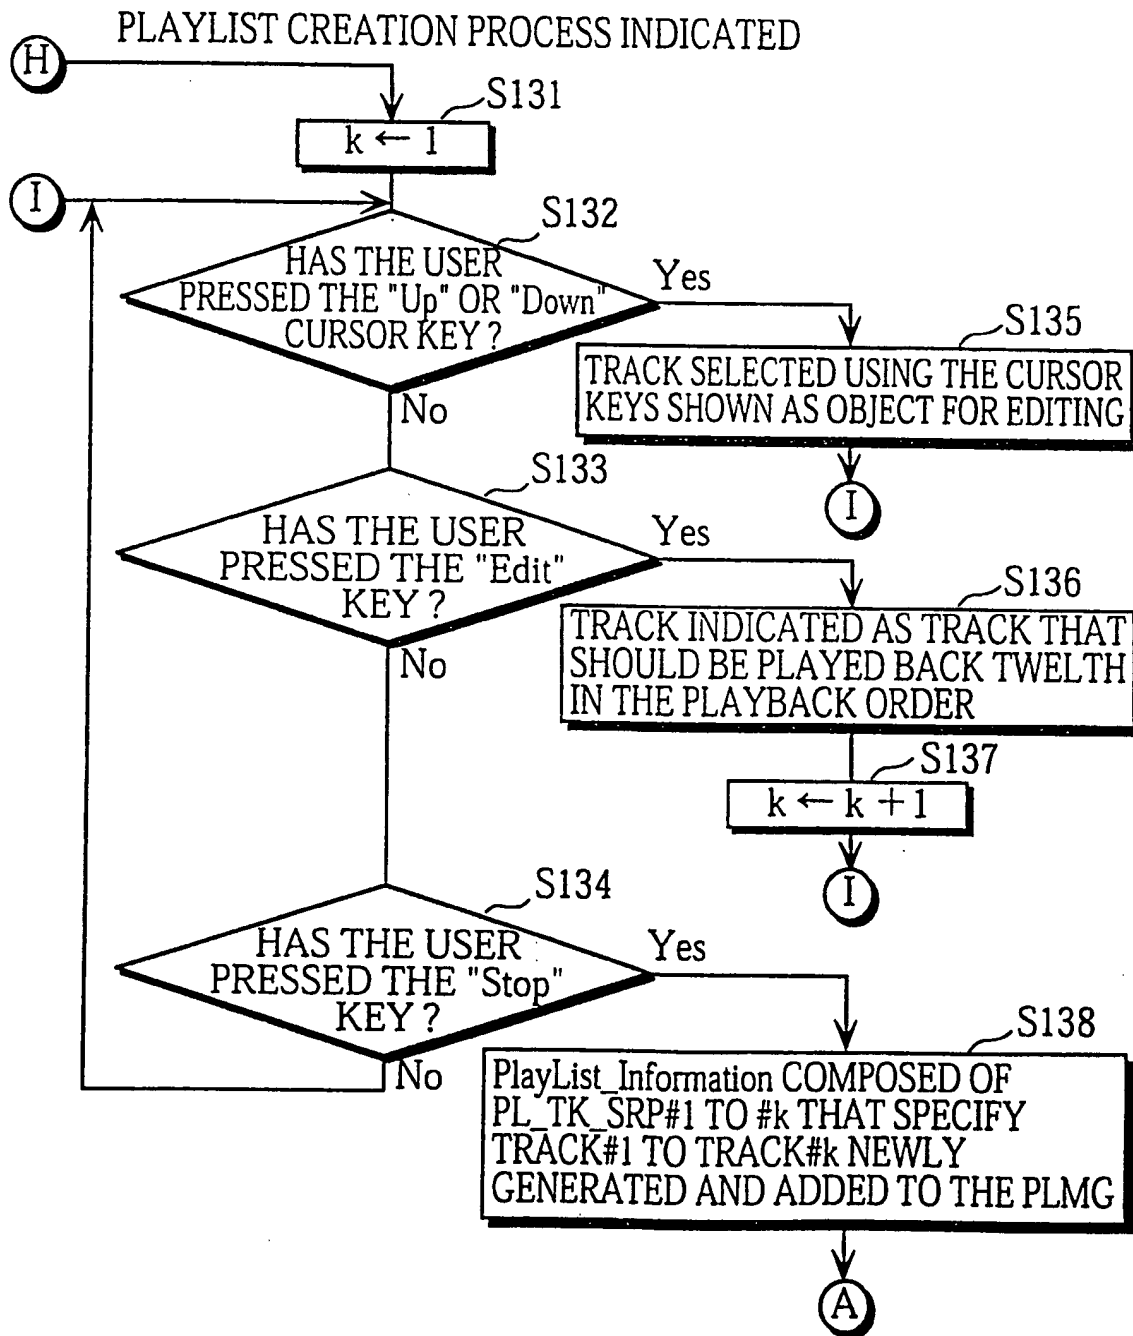 PLAYLIST CREATION PROCESS INDICATED
H
S131
k ← 1
I
S132
HAS THE USER
PRESSED THE "Up" OR "Down"
CURSOR KEY ?
Yes
No
S135
TRACK SELECTED USING THE CURSOR
KEYS SHOWN AS OBJECT FOR EDITING
I
S133
HAS THE USER
PRESSED THE "Edit"
KEY ?
Yes
No
S136
TRACK INDICATED AS TRACK THAT
SHOULD BE PLAYED BACK TWELTH
IN THE PLAYBACK ORDER
S137
k ← k + 1
I
S134
HAS THE USER
PRESSED THE "Stop"
KEY ?
Yes
No
S138
PlayList_Information COMPOSED OF
PL_TK_SRP#1 TO #k THAT SPECIFY
TRACK#1 TO TRACK#k NEWLY
GENERATED AND ADDED TO THE PLMG
A